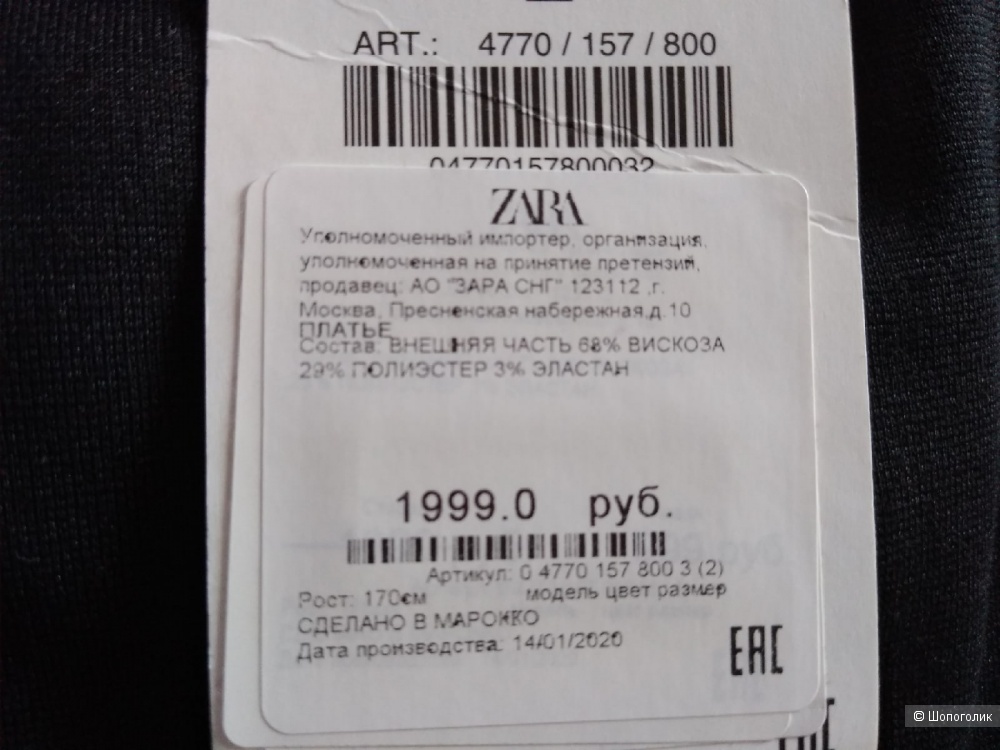 ART.: 4770 / 157 / 800
04770157800032
ZARA
Уполномоченный импортер, организация,
уполномоченная на принятие претензий,
продавец: АО "ЗАРА СНГ" 123112 ,г.
Москва, Пресненская набережная,д.10
ПЛАТЬЕ
Состав: ВНЕШНЯЯ ЧАСТЬ 68% ВИСКОЗА
29% ПОЛИЭСТЕР 3% ЭЛАСТАН
1999.0 руб.
Артикул: 0 4770 157 800 3 (2)
модель цвет размер
Рост: 170см
СДЕЛАНО В МАРОККО
Дата производства: 14/01/2020
EAC
© Шопоголик